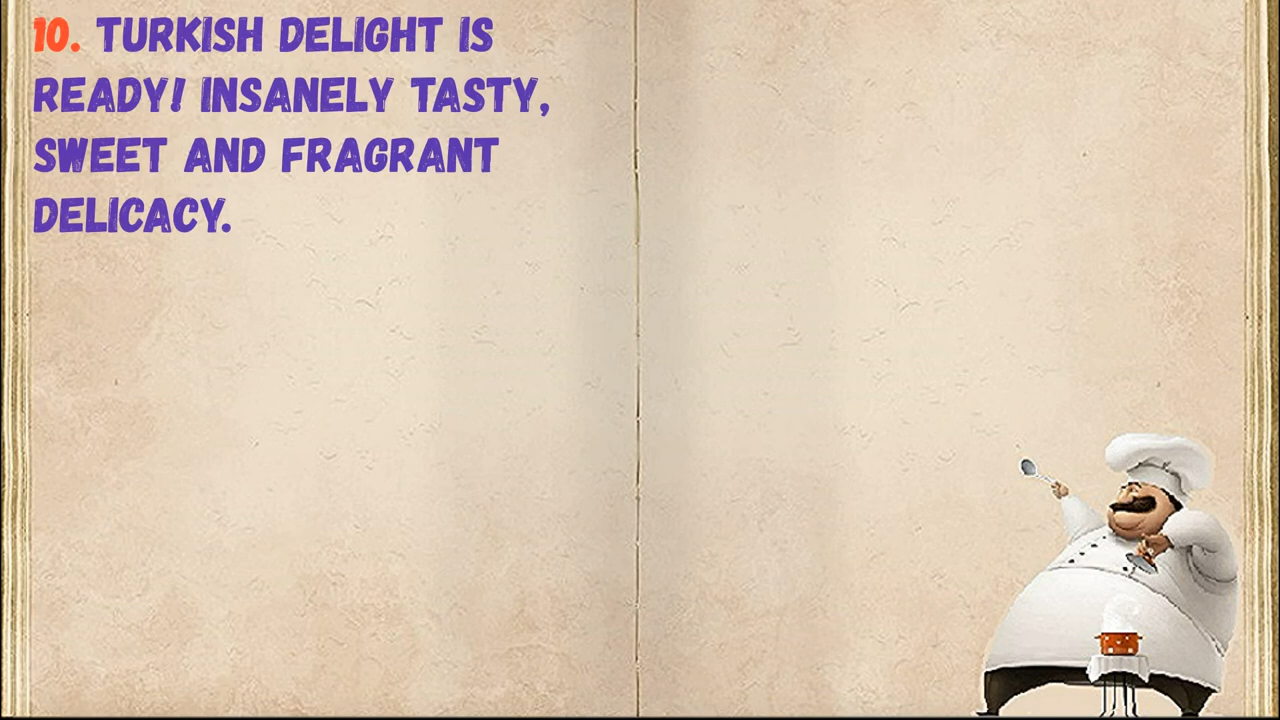 10. TURKISH DELIGHT IS
READY! INSANELY TASTY,
SWEET AND FRAGRANT
DELICACY.